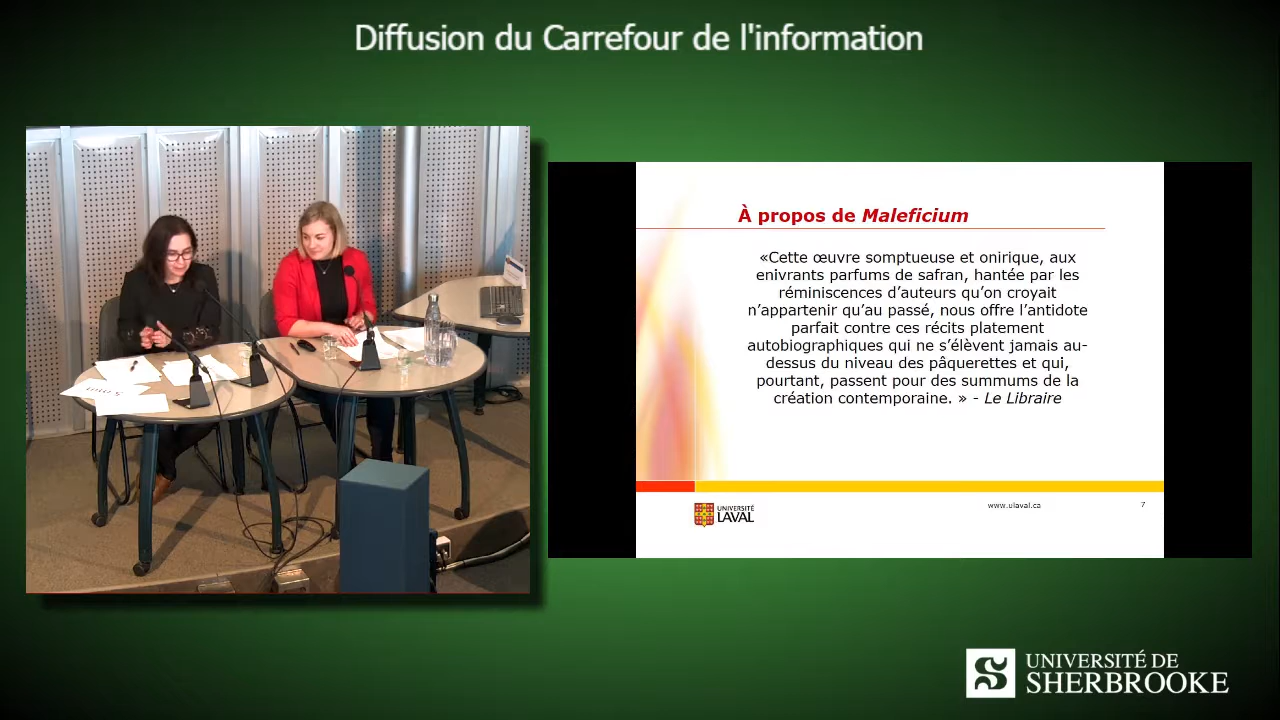 Diffusion du Carrefour de l'information
À propos de Maleficium
«Cette œuvre somptueuse et onirique, aux
enivrants parfums de safran, hantée par les
réminiscences d’auteurs qu’on croyait
n’appartenir qu’au passé, nous offre l’antidote
parfait contre ces récits platement
autobiographiques qui ne s’élèvent jamais au-
dessus du niveau des pâquerettes et qui,
pourtant, passent pour des summums de la
création contemporaine. » - Le Libraire
UNIVERSITÉ
LAVAL
www.ulaval.ca
7
UNIVERSITÉ DE
SHERBROOKE